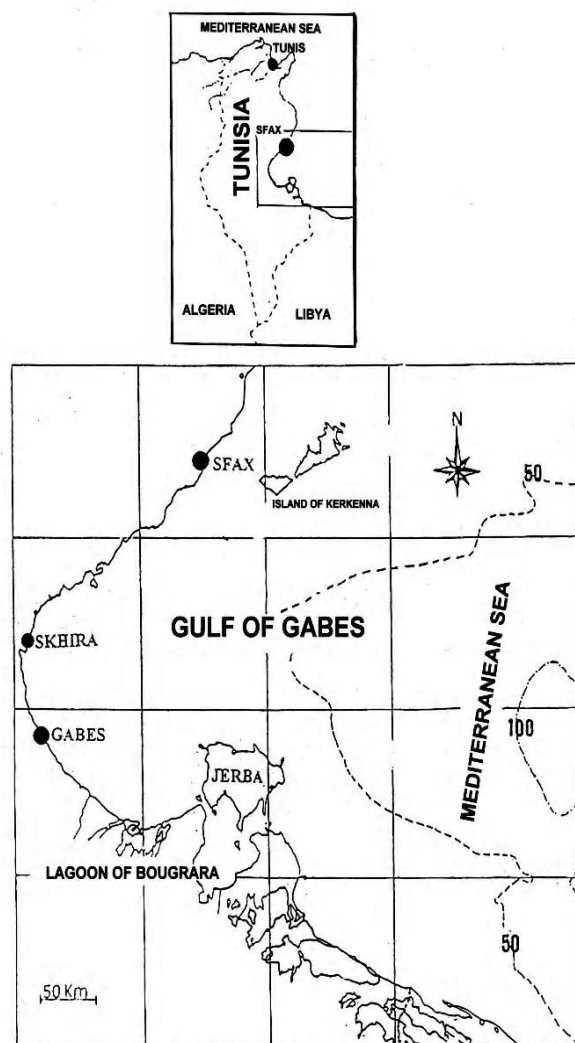 MEDITERRANEAN SEA
TUNIS
SFAX
TUNISIA
ALGERIA
LIBYA
N
SFAX
50
ISLAND OF KERKENNA
GULF OF GABES
MEDITERRANEAN SEA
SKHIRA
100
GABES
JERBA
LAGOON OF BOUGRARA
50
50 Km